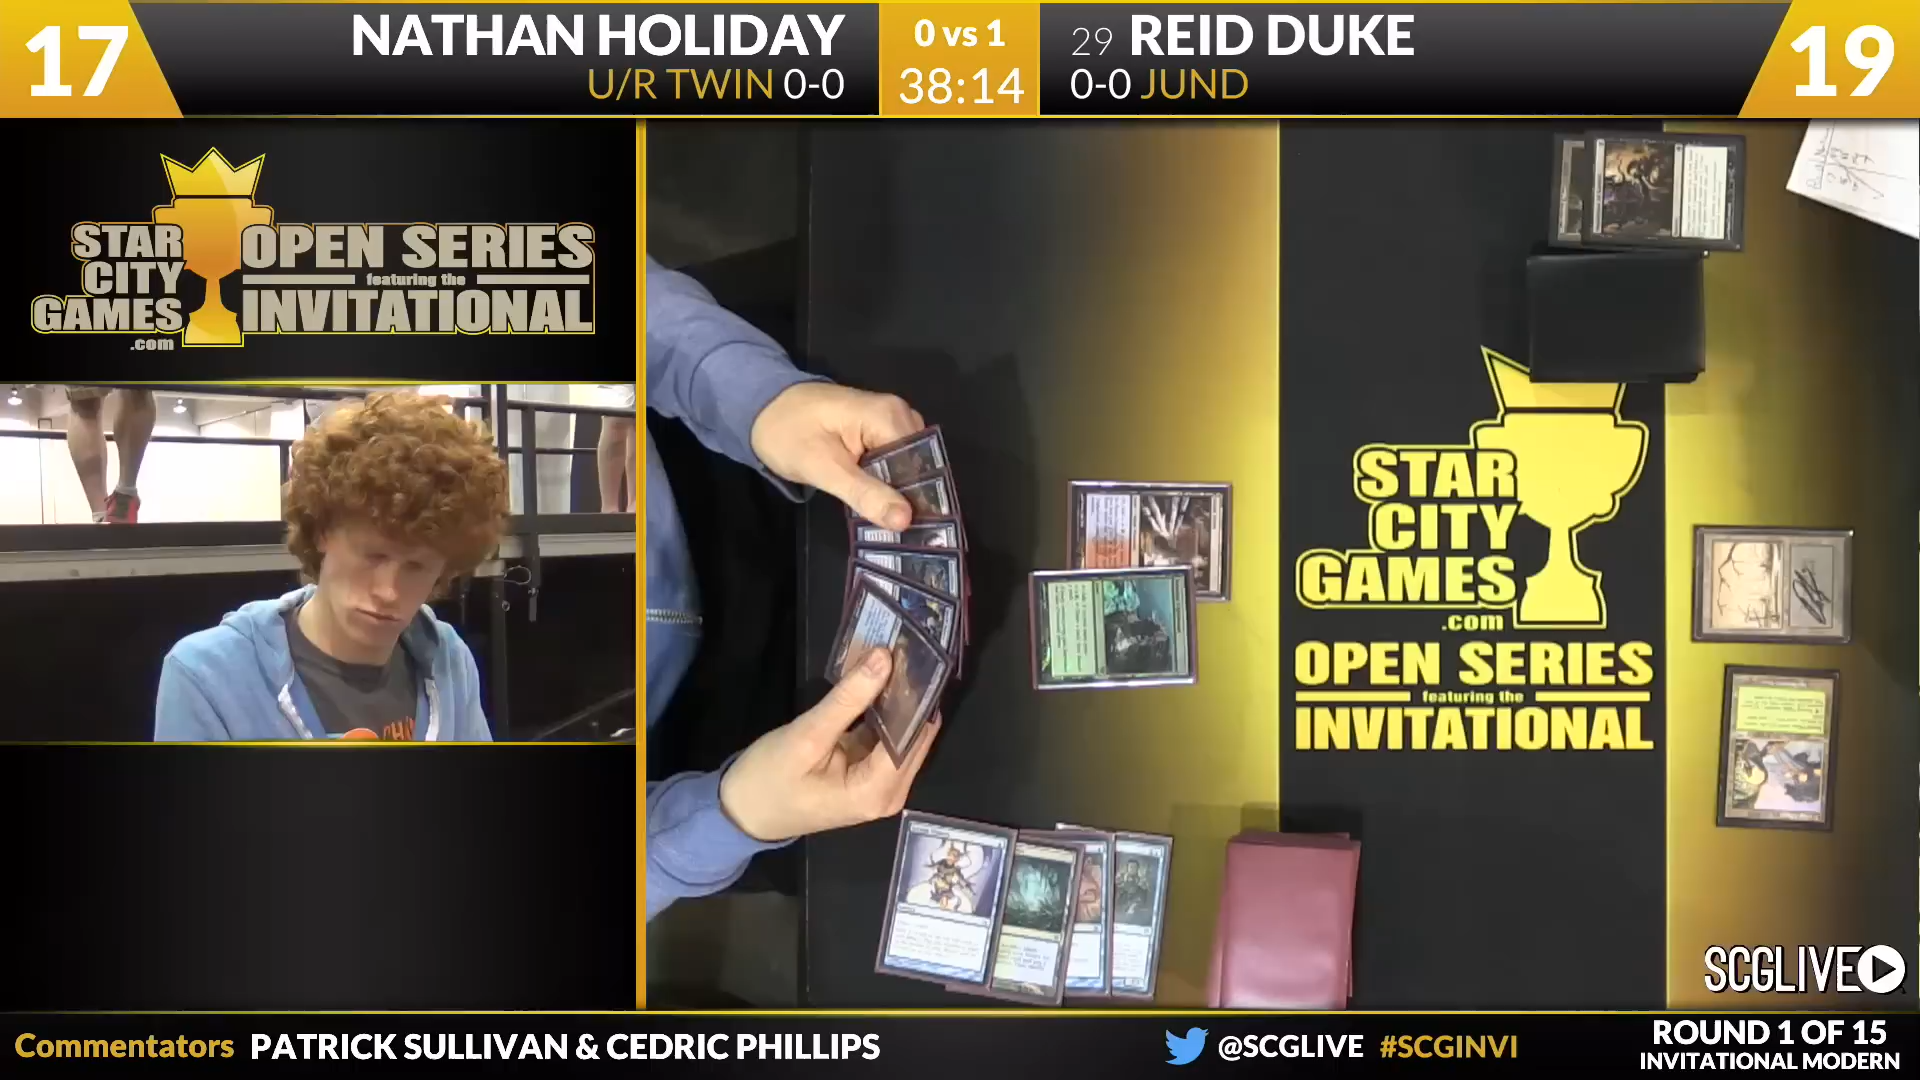 17
NATHAN HOLIDAY
U/R TWIN 0-0
0 vs 1
38:14
29 REID DUKE
0-0 JUND
19
STAR
CITY
GAMES
.com
OPEN SERIES
featuring the
INVITATIONAL
STAR
CITY
GAMES
.com
OPEN SERIES
featuring the
INVITATIONAL
SCGLIVE
Commentators PATRICK SULLIVAN & CEDRIC PHILLIPS
@SCGLIVE #SCGINVI
ROUND 1 OF 15
INVITATIONAL MODERN